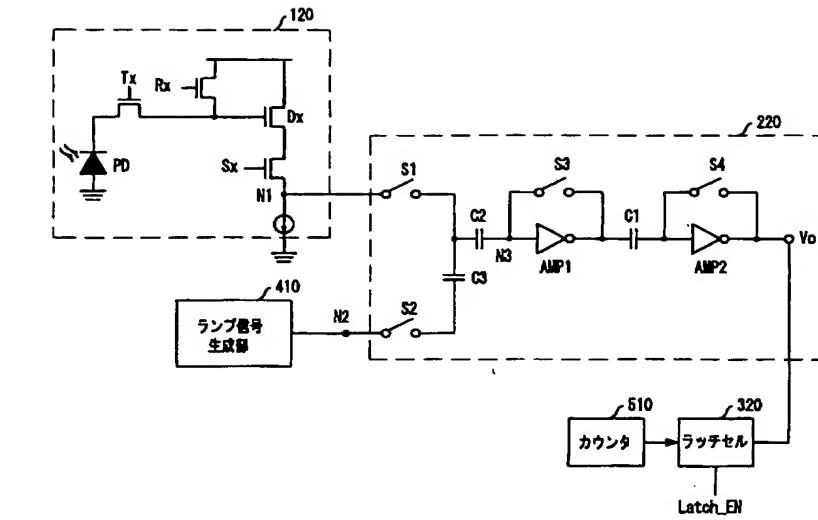 120
Tx
Rx
Dx
PD
Sx
N1
220
S1
S3
S4
C2
C1
N3
AMP1
AMP2
Vo
C3
410
ランプ信号
生成部
N2
S2
510
320
カウンタ
ラッチセル
Latch_EN